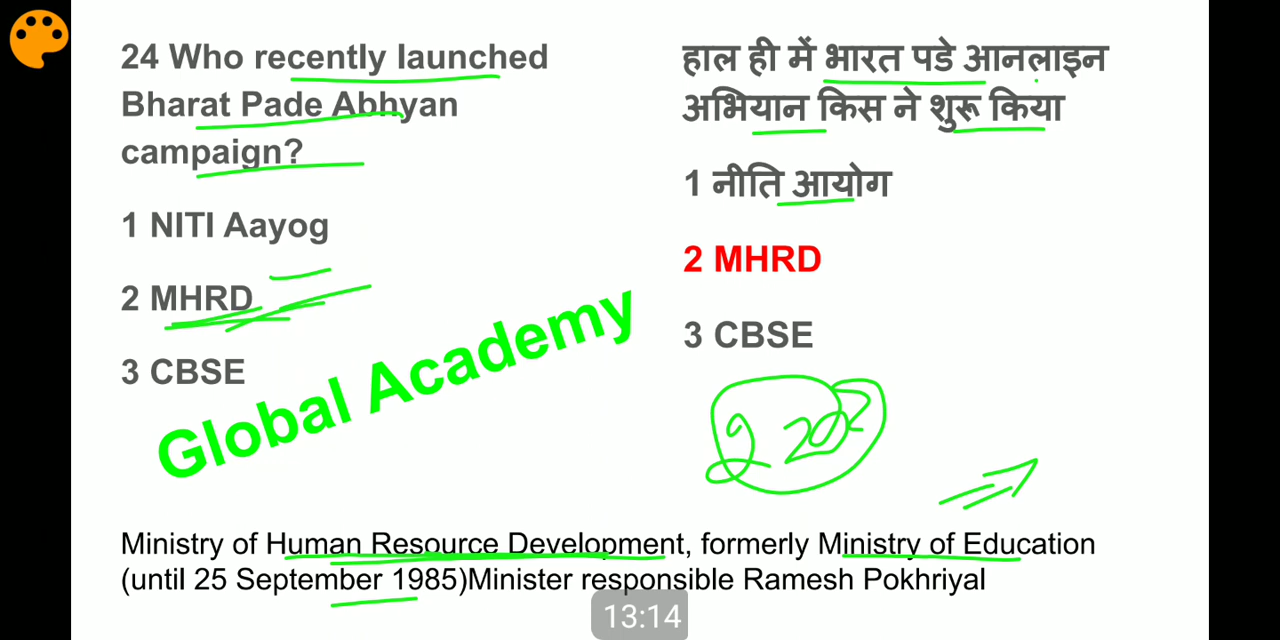 24 Who recently launched
Bharat Pade Abhyan
campaign?
1 NITI Aayog
2 MHRD
3 CBSE
हाल ही में भारत पडे आनलाइन
अभियान किस ने शुरू किया
1 नीति आयोग
2 MHRD
3 CBSE
Global Academy
Ministry of Human Resource Development, formerly Ministry of Education
(until 25 September 1985)Minister responsible Ramesh Pokhriyal
13:14